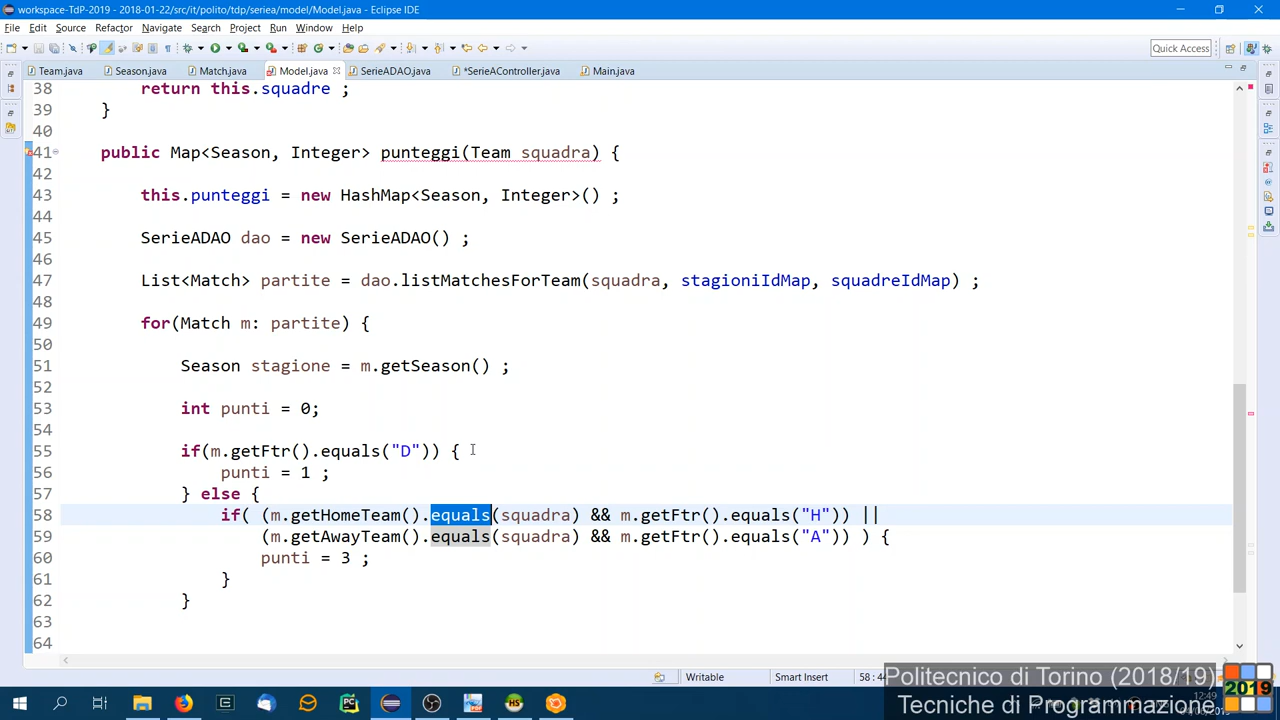 workspace-TdP-2019 - 2018-01-22/src/it/polito/tdp/seriea/model/Model.java - Eclipse IDE
File Edit Source Refactor Navigate Search Project Run Window Help
Quick Access
Team.java Season.java Match.java Model.java SerieADAO.java *SerieAController.java Main.java
38 return this.squadre ;
39 }
40
41 public Map<Season, Integer> punteggi(Team squadra) {
42
43 this.punteggi = new HashMap<Season, Integer>() ;
44
45 SerieADAO dao = new SerieADAO() ;
46
47 List<Match> partite = dao.listMatchesForTeam(squadra, stagioniIdMap, squadreIdMap) ;
48
49 for(Match m: partite) {
50
51 Season stagione = m.getSeason() ;
52
53 int punti = 0;
54
55 if(m.getFtr().equals("D")) {
56 punti = 1 ;
57 } else {
58 if( (m.getHomeTeam().equals(squadra) && m.getFtr().equals("H")) ||
59 (m.getAwayTeam().equals(squadra) && m.getFtr().equals("A")) ) {
60 punti = 3 ;
61 }
62 }
63
64
Writable Smart Insert
Politecnico di Torino (2018/19)
Tecniche di Programmazione
2019
12:49